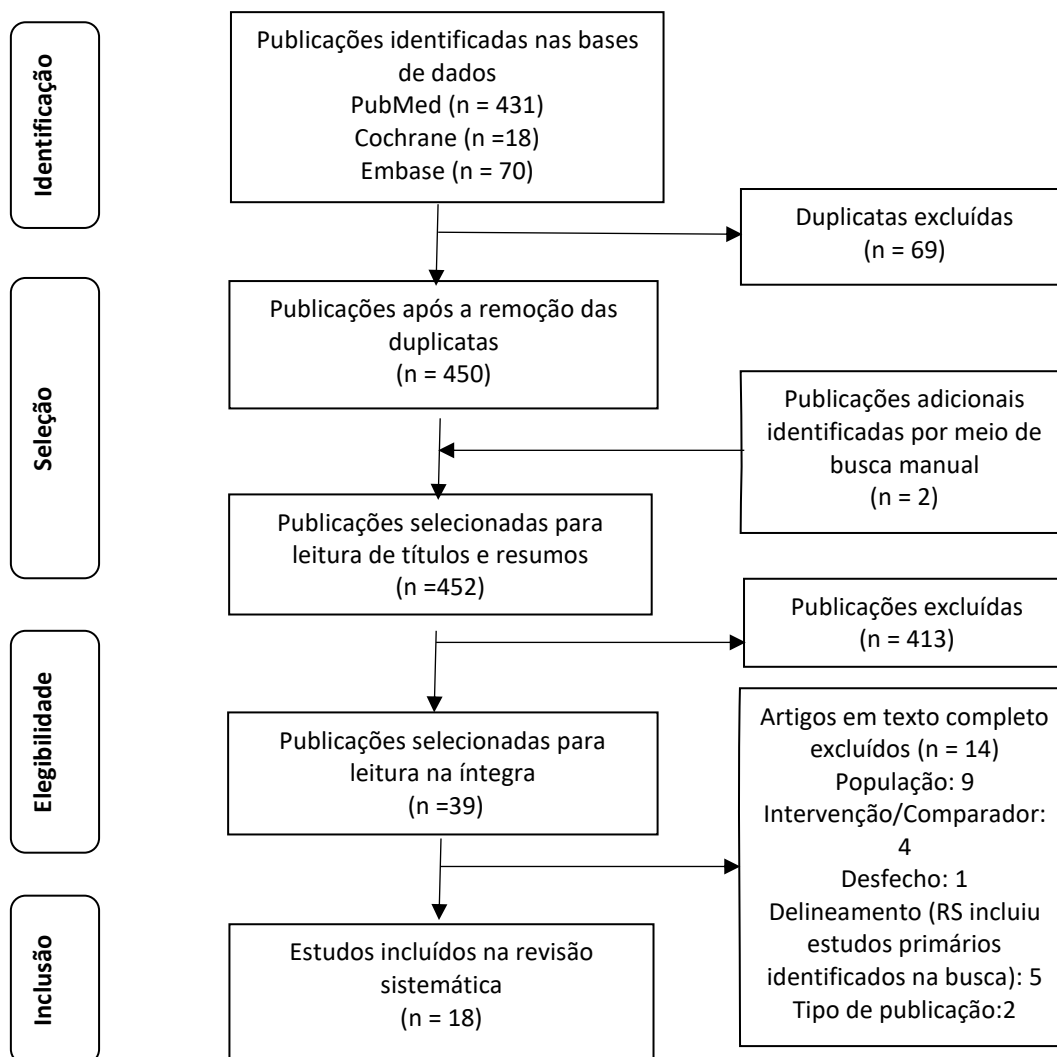 Identificação
Publicações identificadas nas bases
de dados
PubMed (n = 431)
Cochrane (n =18)
Embase (n = 70)
Duplicatas excluídas
(n = 69)
Seleção
Publicações após a remoção das
duplicatas
(n = 450)
Publicações adicionais
identificadas por meio de
busca manual
(n = 2)
Publicações selecionadas para
leitura de títulos e resumos
(n =452)
Publicações excluídas
(n = 413)
Elegibilidade
Publicações selecionadas para
leitura na íntegra
(n =39)
Artigos em texto completo
excluídos (n = 14)
População: 9
Intervenção/Comparador:
4
Desfecho: 1
Delineamento (RS incluiu
estudos primários
identificados na busca): 5
Tipo de publicação:2
Inclusão
Estudos incluídos na revisão
sistemática
(n = 18)